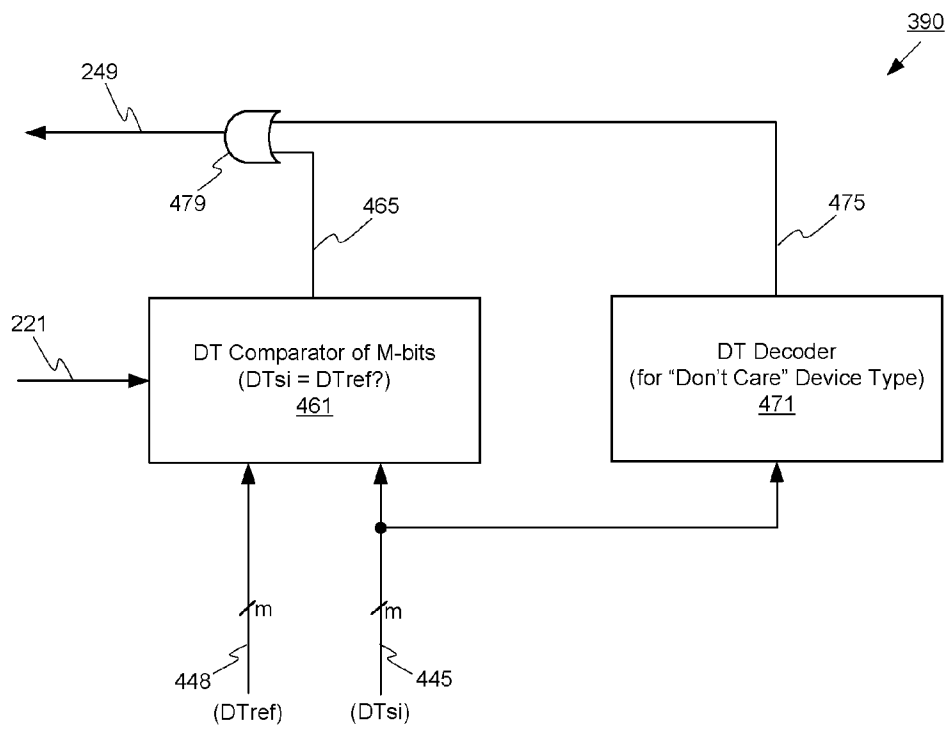 390
249
479
465
475
221
DT Comparator of M-bits
(DTsi = DTref?)
461
DT Decoder
(for “Don’t Care” Device Type)
471
m
m
448
445
(DTref)
(DTsi)